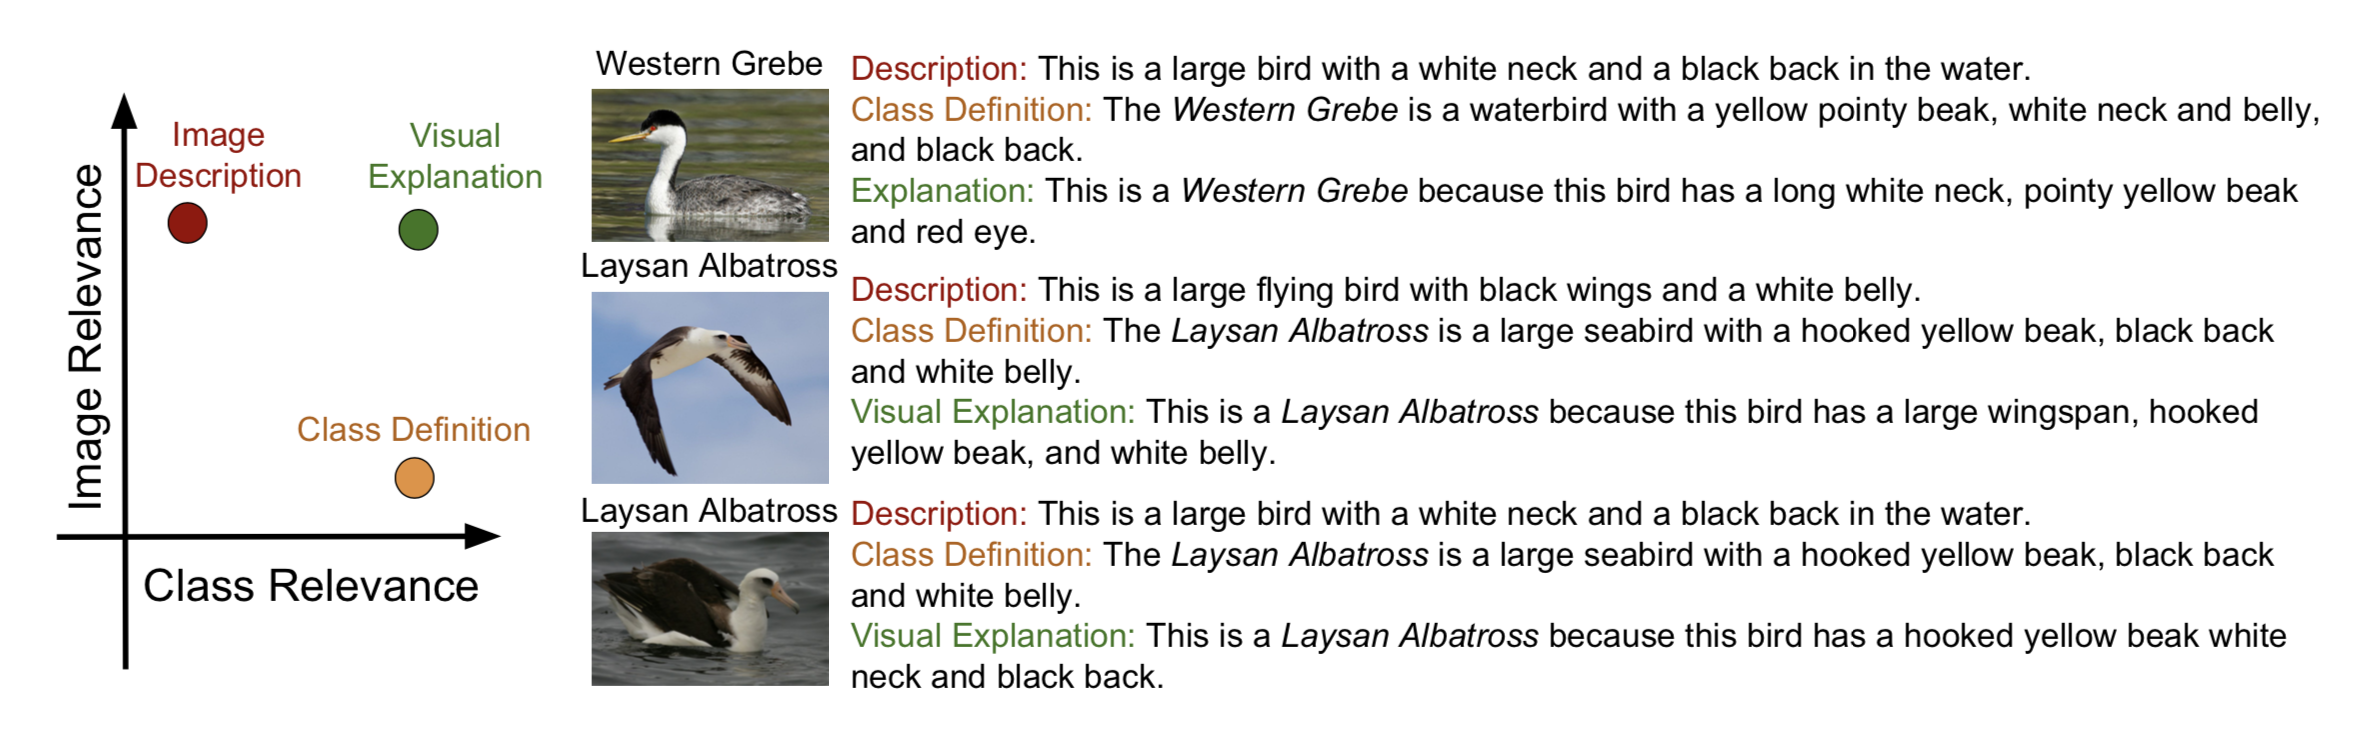 Image
Description
Visual
Explanation
Image Relevance
Class Definition
Class Relevance
Western Grebe
Description: This is a large bird with a white neck and a black back in the water.
Class Definition: The Western Grebe is a waterbird with a yellow pointy beak, white neck and belly,
and black back.
Explanation: This is a Western Grebe because this bird has a long white neck, pointy yellow beak
and red eye.
Laysan Albatross
Description: This is a large flying bird with black wings and a white belly.
Class Definition: The Laysan Albatross is a large seabird with a hooked yellow beak, black back
and white belly.
Visual Explanation: This is a Laysan Albatross because this bird has a large wingspan, hooked
yellow beak, and white belly.
Laysan Albatross
Description: This is a large bird with a white neck and a black back in the water.
Class Definition: The Laysan Albatross is a large seabird with a hooked yellow beak, black back
and white belly.
Visual Explanation: This is a Laysan Albatross because this bird has a hooked yellow beak white
neck and black back.